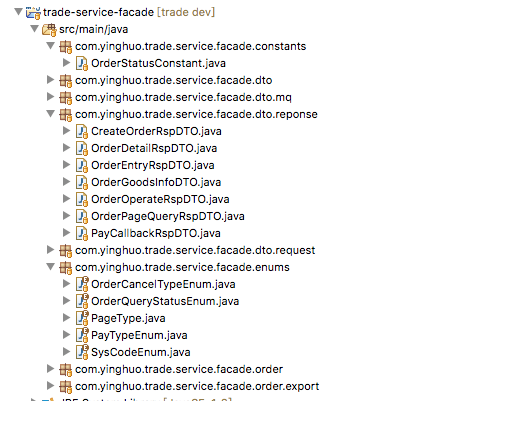 trade-service-facade [trade dev]
src/main/java
com.yinghuo.trade.service.facade.constants
OrderStatusConstant.java
com.yinghuo.trade.service.facade.dto
com.yinghuo.trade.service.facade.dto.mq
com.yinghuo.trade.service.facade.dto.reponse
CreateOrderRspDTO.java
OrderDetailRspDTO.java
OrderEntryRspDTO.java
OrderGoodsInfoDTO.java
OrderOperateRspDTO.java
OrderPageQueryRspDTO.java
PayCallbackRspDTO.java
com.yinghuo.trade.service.facade.dto.request
com.yinghuo.trade.service.facade.enums
OrderCancelTypeEnum.java
OrderQueryStatusEnum.java
PageType.java
PayTypeEnum.java
SysCodeEnum.java
com.yinghuo.trade.service.facade.order
com.yinghuo.trade.service.facade.order.export